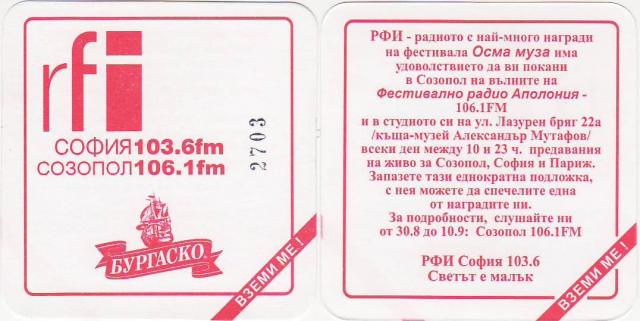 rfi
СОФИЯ103.6fm
СОЗОПОЛ106.1fm
2703
БУРГАСКО
ВЗЕМИ МЕ !
РФИ - радиото с най-много награди
на фестивала Осма муза има
удоволствието да ви покани
в Созопол на вълните на
Фестивално радио Аполония -
106.1FM
и в студиото си на ул. Лазурен бряг 22а
/къща-музей Александър Мутафов/
всеки ден между 10 и 23 ч. предавания
на живо за Созопол, София и Париж.
Запазете тази еднократна подложка,
с нея можете да спечелите една
от наградите ни.
За подробности, слушайте ни
от 30.8 до 10.9: Созопол 106.1FM
РФИ София 103.6
Светът е малък
ВЗЕМИ МЕ !